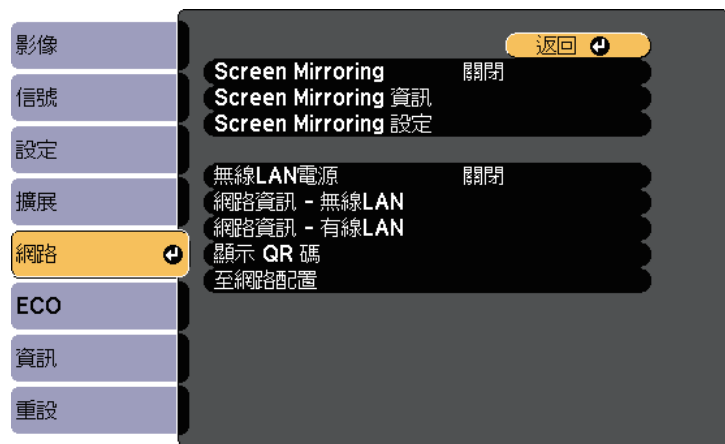 影像
信號
設定
擴展
網路
ECO
資訊
重設
返回
Screen Mirroring 關閉
Screen Mirroring 資訊
Screen Mirroring 設定
無線LAN電源 關閉
網路資訊 - 無線LAN
網路資訊 - 有線LAN
顯示 QR 碼
至網路配置